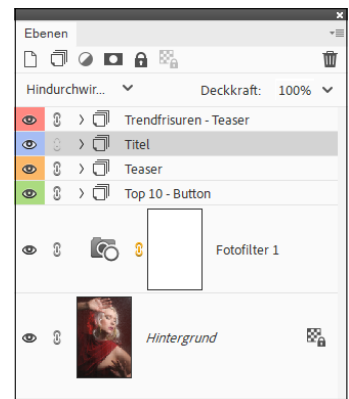 Ebenen
Hindurchwir... Deckkraft: 100%
Trendfrisuren - Teaser
Titel
Teaser
Top 10 - Button
Fotofilter 1
Hintergrund